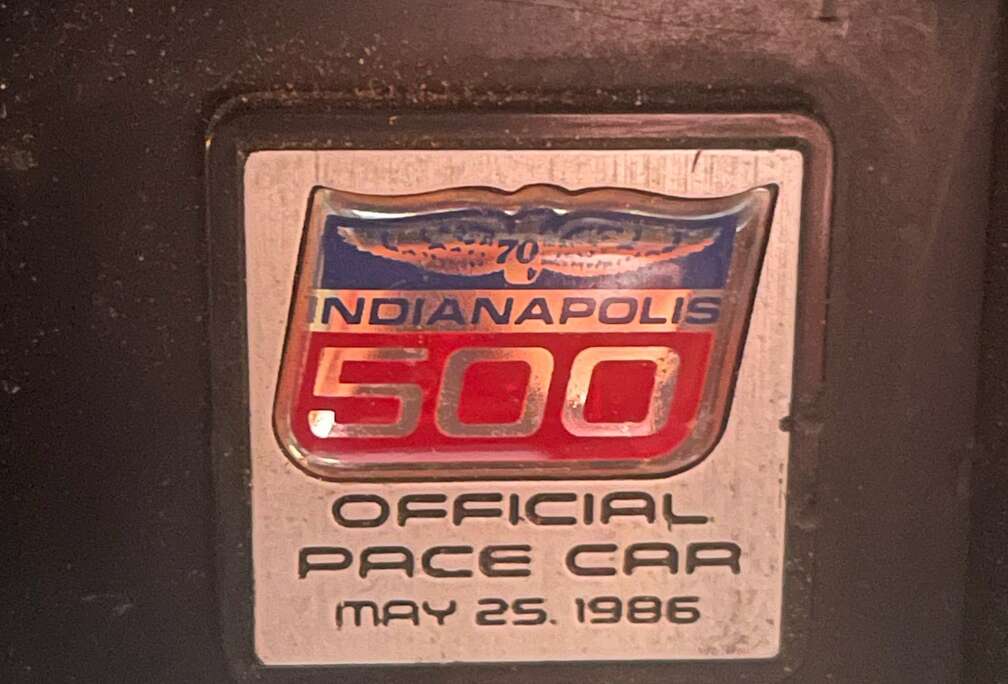 70
INDIANAPOLIS
500
OFFICIAL
PACE CAR
MAY 25. 1986